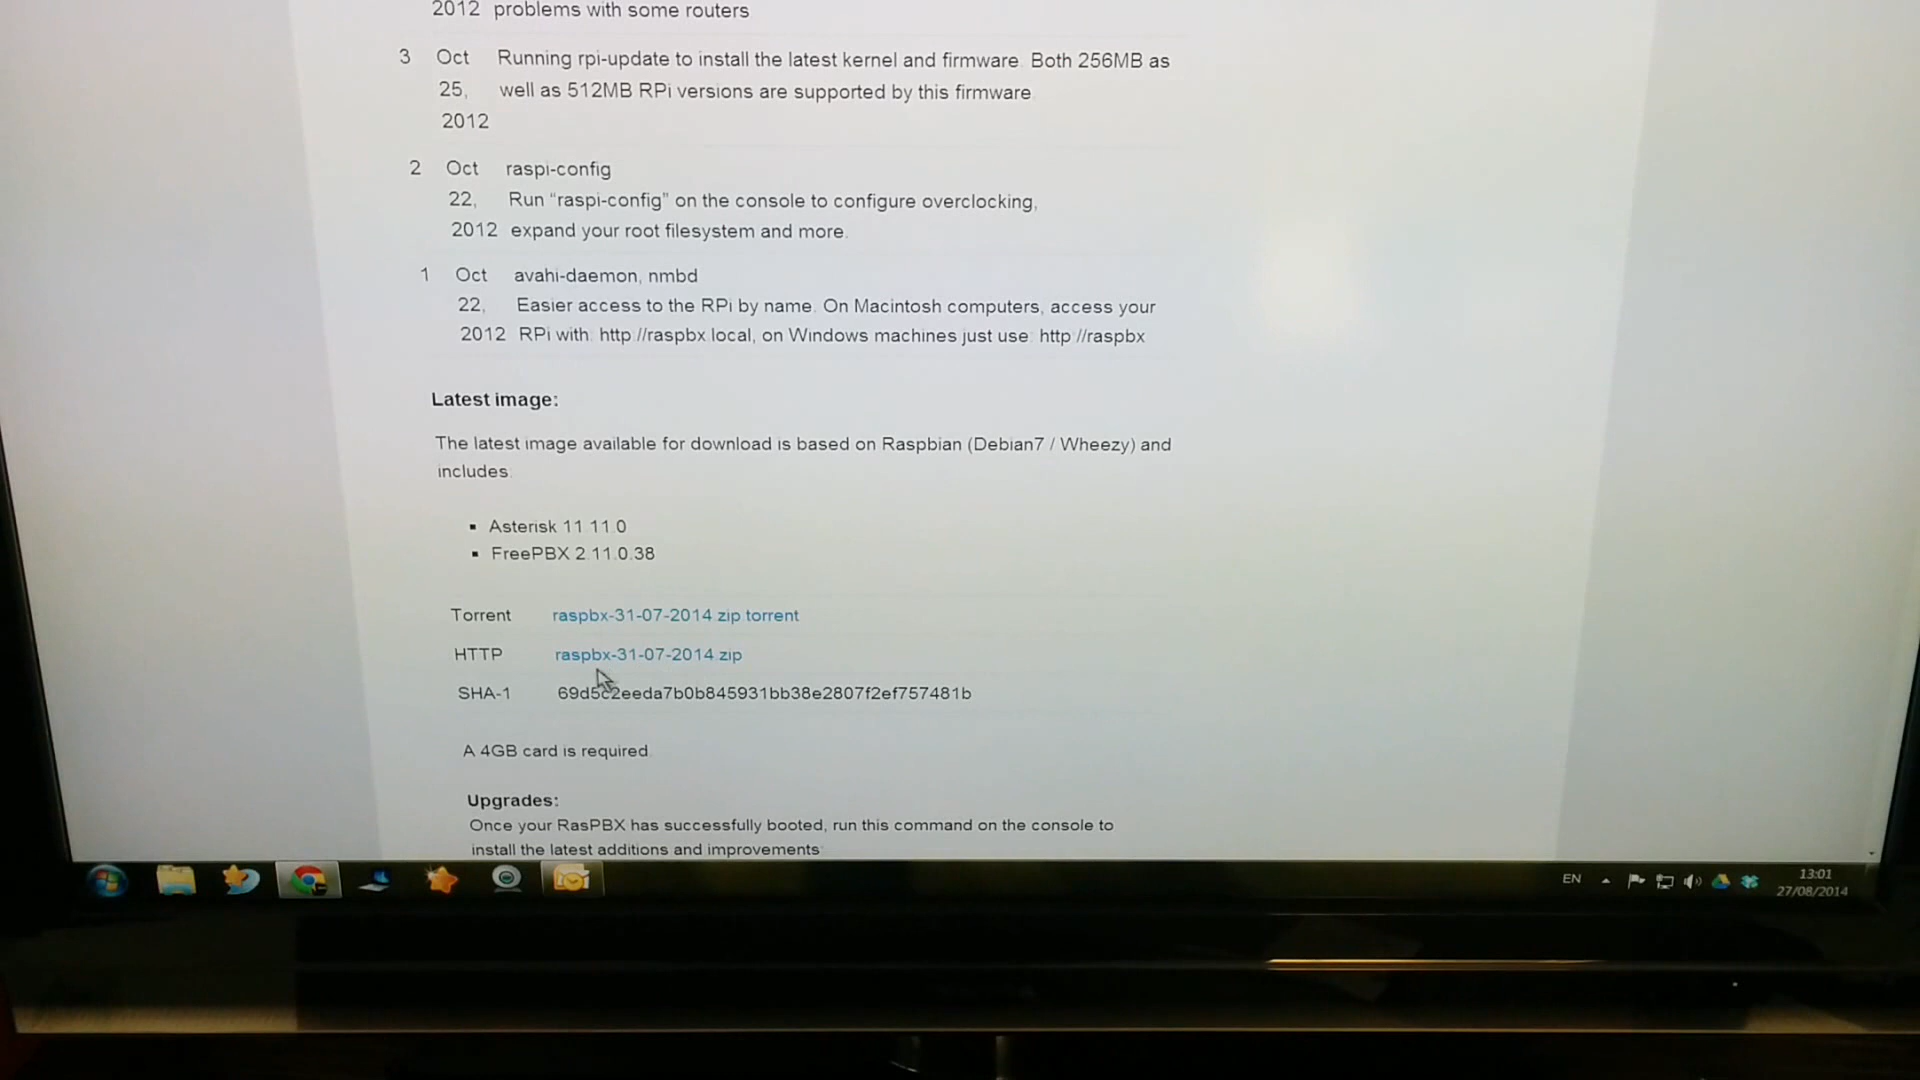 2012 problems with some routers
3 Oct Running rpi-update to install the latest kernel and firmware. Both 256MB as
25, well as 512MB RPi versions are supported by this firmware.
2012
2 Oct raspi-config
22, Run “raspi-config” on the console to configure overclocking,
2012 expand your root filesystem and more.
1 Oct avahi-daemon, nmbd
22, Easier access to the RPi by name. On Macintosh computers, access your
2012 RPi with: http://raspbx.local, on Windows machines just use: http://raspbx
Latest image:
The latest image available for download is based on Raspbian (Debian7 / Wheezy) and
includes:
Asterisk 11.11.0
FreePBX 2.11.0.38
Torrent raspbx-31-07-2014.zip.torrent
HTTP raspbx-31-07-2014.zip
SHA-1 69d5c2eeda7b0b845931bb38e2807f2ef757481b
A 4GB card is required.
Upgrades:
Once your RasPBX has successfully booted, run this command on the console to
install the latest additions and improvements:
EN
13:01
27/08/2014